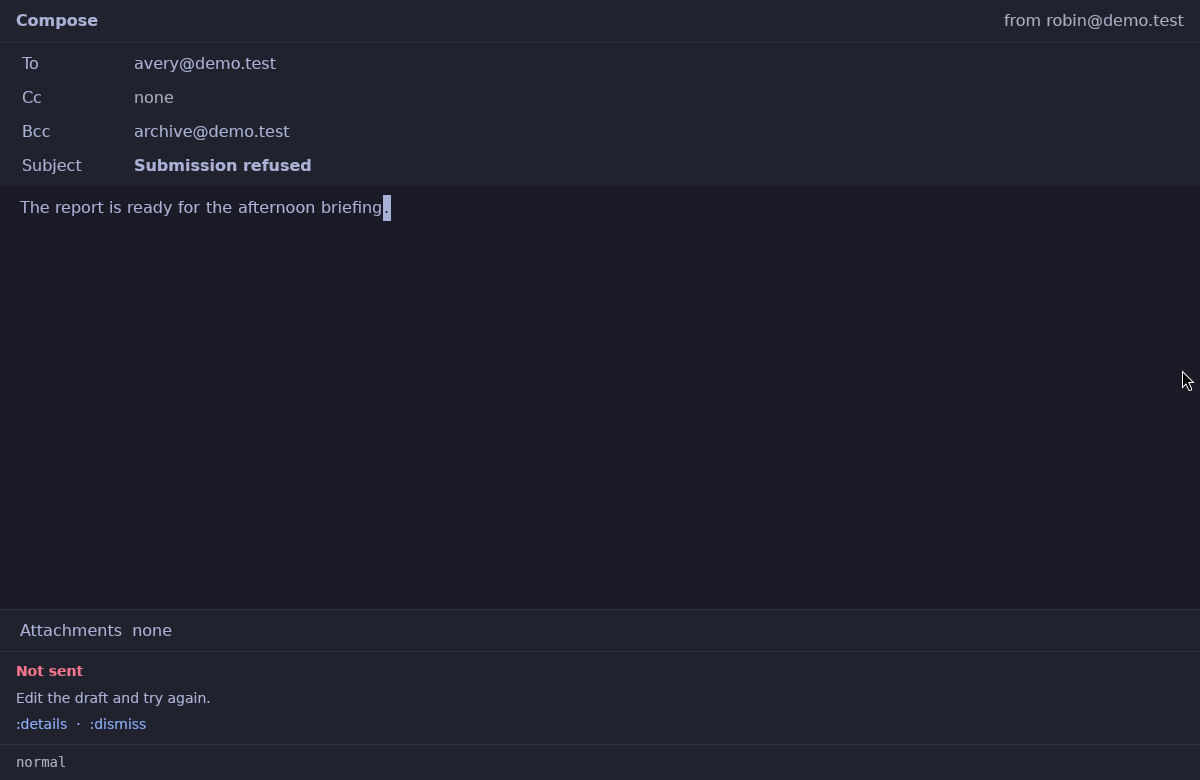 Compose from robin@demo.test
To avery@demo.test
Cc none
Bcc archive@demo.test
Subject Submission refused
The report is ready for the afternoon briefing.
Attachments none
Not sent
Edit the draft and try again.
:details · :dismiss
normal